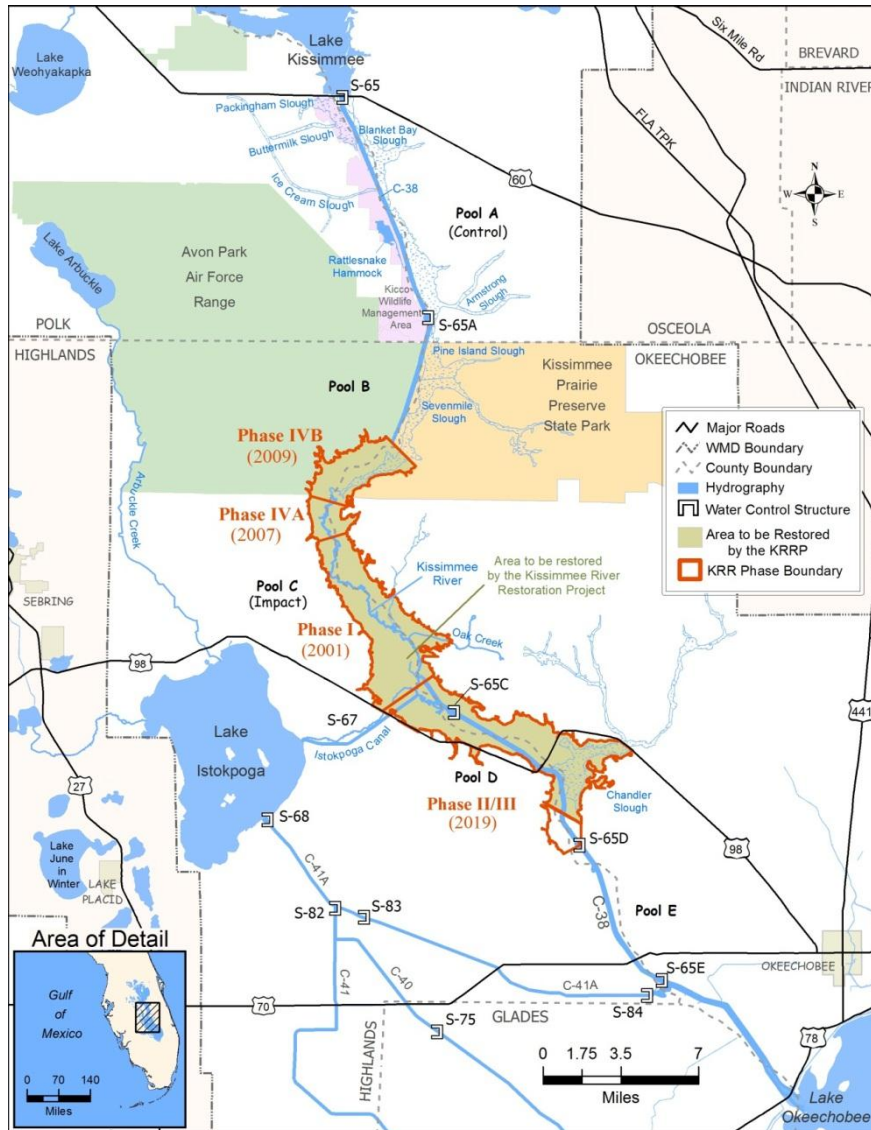 Lake
Weohyakapka
Lake
Kissimmee
Six Mile Rd
BREVARD
INDIAN RIVER
S-65
Packingham Slough
Blanket Bay
Slough
Buttermilk Slough
FLA TPK
60
Ice Cream Slough
C-38
N
W
E
S
Pool A
(Control)
Lake Arbuckle
Avon Park
Air Force
Range
Rattlesnake
Hammock
Kicco
Wildlife
Management
Area
Armstrong
Slough
S-65A
POLK
OSCEOLA
HIGHLANDS
OKEECHOBEE
Pine Island Slough
Pool B
Kissimmee
Prairie
Preserve
State Park
Sevenmile
Slough
Phase IVB
(2009)
Major Roads
WMD Boundary
County Boundary
Hydrography
Water Control Structure
Area to be Restored
by the KRRP
KRR Phase Boundary
Arbuckle Creek
Phase IVA
(2007)
Kissimmee
River
Area to be restored
by the Kissimmee River
Restoration Project
Pool C
(Impact)
SEBRING
Phase I
(2001)
Oak Creek
98
S-65C
441
S-67
Istokpoga Canal
Lake
Istokpoga
Pool D
27
Phase II/III
(2019)
Chandler
Slough
S-68
S-65D
98
Lake
June
in
Winter
LAKE
PLACID
C-41A
C-38
S-82
S-83
Pool E
Area of Detail
OKEECHOBEE
S-65E
C-41
C-40
C-41A
Gulf
of
Mexico
70
S-84
GLADES
HIGHLANDS
S-75
78
0 1.75 3.5 7
Miles
0 70 140
Miles
Lake
Okeechobee